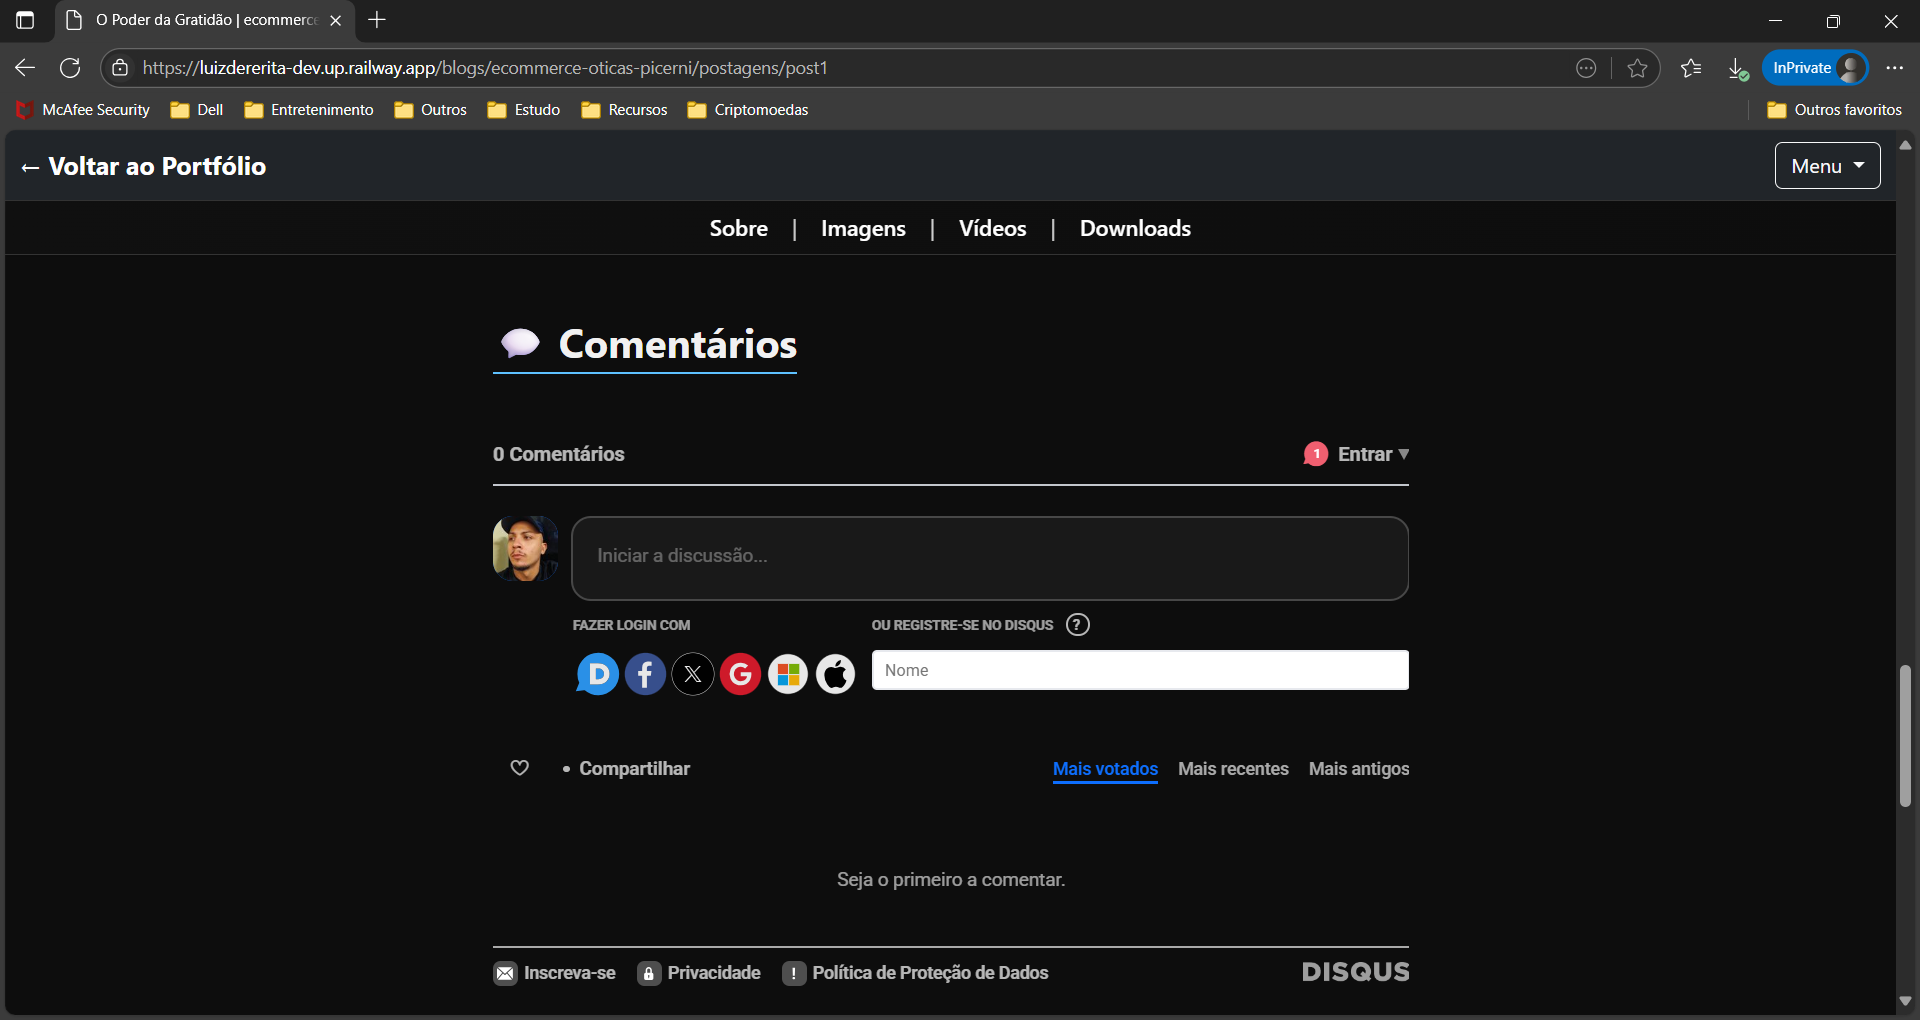 O Poder da Gratidão | ecommerce
https://luizdererita-dev.up.railway.app/blogs/ecommerce-oticas-picerni/postagens/post1
InPrivate
McAfee Security
Dell
Entretenimento
Outros
Estudo
Recursos
Criptomoedas
Outros favoritos
← Voltar ao Portfólio
Menu
Sobre | Imagens | Vídeos | Downloads
Comentários
0 Comentários
1 Entrar
Iniciar a discussão...
FAZER LOGIN COM
OU REGISTRE-SE NO DISQUS ?
Nome
• Compartilhar
Mais votados Mais recentes Mais antigos
Seja o primeiro a comentar.
Inscreva-se Privacidade ! Política de Proteção de Dados
DISQUS